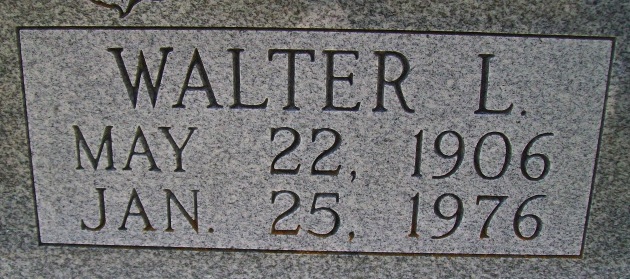 WALTER L.
MAY 22, 1906
JAN. 25, 1976